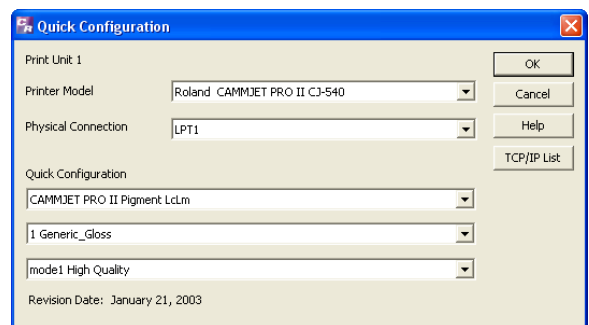 Quick Configuration
Print Unit 1
OK
Printer Model
Roland CAMMJET PRO II CJ-540
Cancel
Physical Connection
LPT1
Help
TCP/IP List
Quick Configuration
CAMMJET PRO II Pigment LcLm
1 Generic_Gloss
mode1 High Quality
Revision Date: January 21, 2003